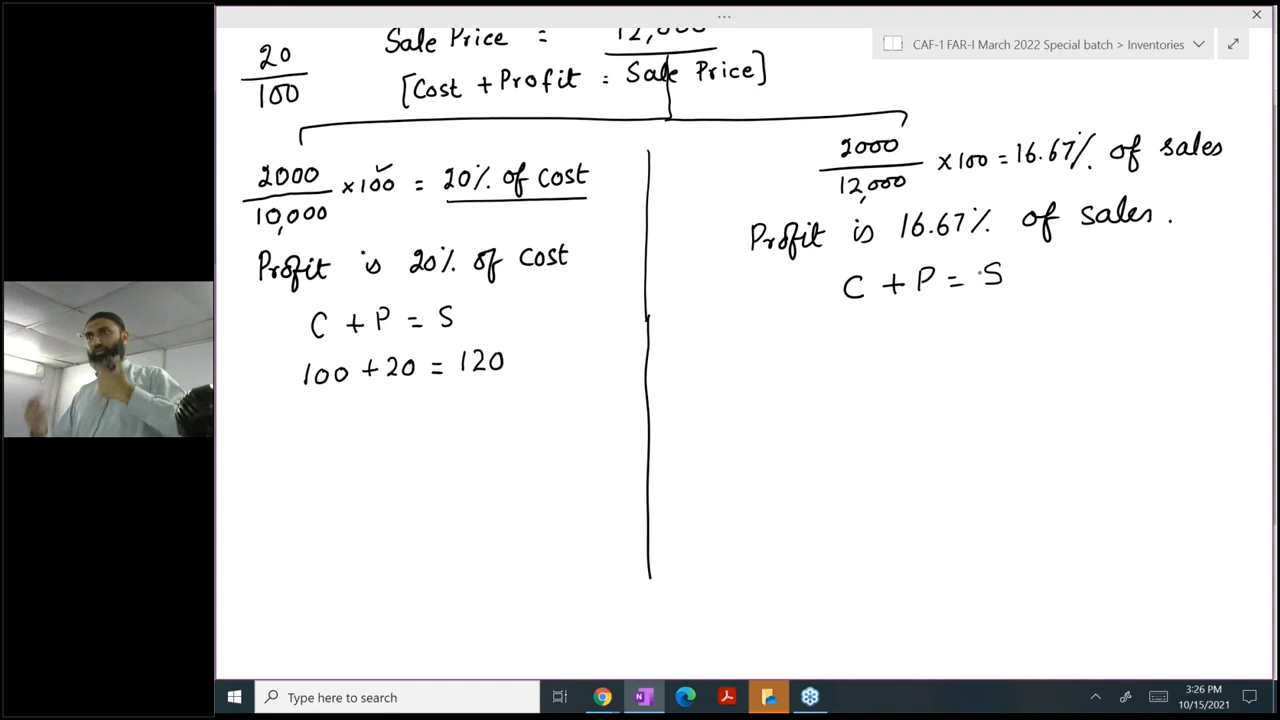 CAF-1 FAR-I March 2022 Special batch > Inventories
20
100
Sale Price = 12,000
[Cost + Profit = Sale Price]
2000
10,000
×100 = 20% of cost
Profit is 20% of cost
C + P = S
100 + 20 = 120
2000
12,000
×100 = 16.67% of sales
Profit is 16.67% of sales.
C + P = S
Type here to search
3:26 PM
10/15/2021